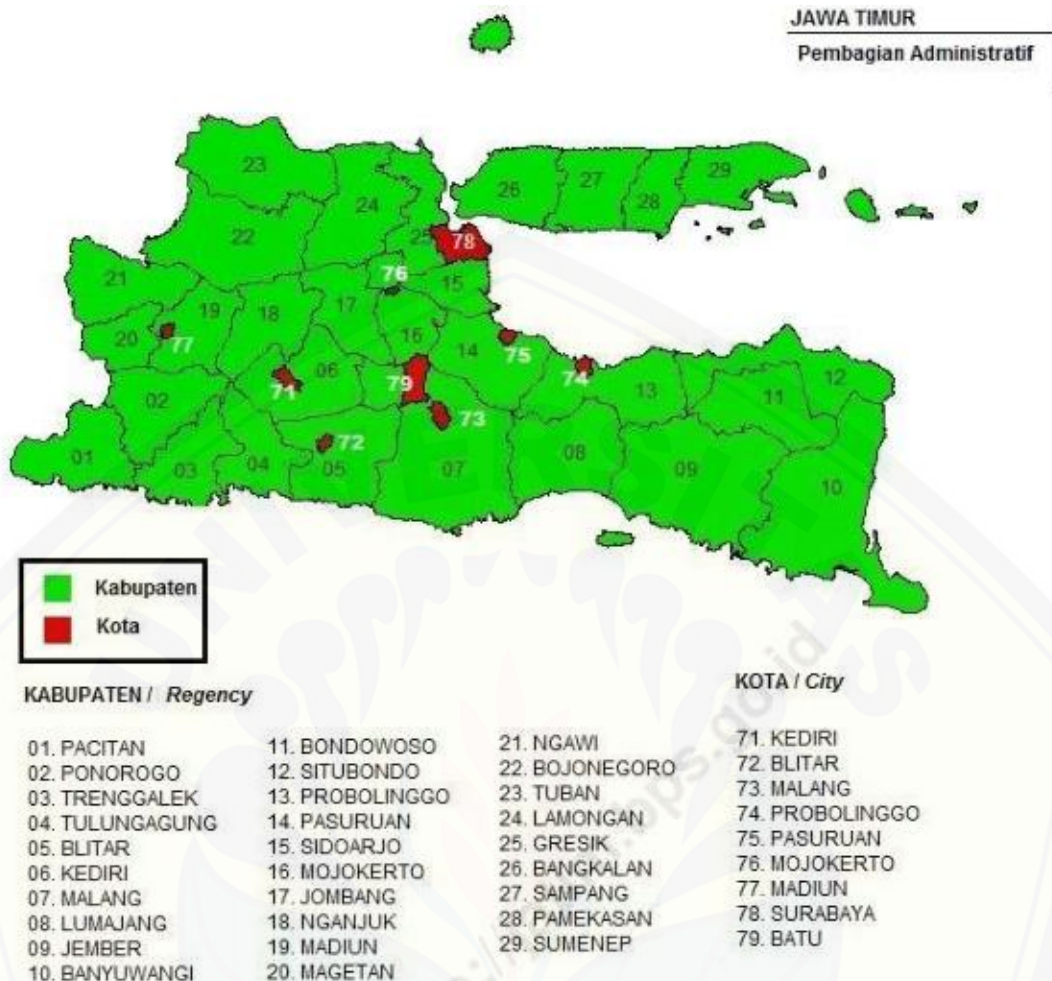 JAWA TIMUR
Pembagian Administratif
23
26
27
28
29
24
22
25
78
21
76
15
19
18
17
20
77
16
14
75
06
79
71
74
13
12
11
02
73
72
01
03
04
05
07
08
09
10
Kabupaten
Kota
KABUPATEN / Regency
01. PACITAN
02. PONOROGO
03. TRENGGALEK
04. TULUNGAGUNG
05. BLITAR
06. KEDIRI
07. MALANG
08. LUMAJANG
09. JEMBER
10. BANYUWANGI
11. BONDOWOSO
12. SITUBONDO
13. PROBOLINGGO
14. PASURUAN
15. SIDOARJO
16. MOJOKERTO
17. JOMBANG
18. NGANJUK
19. MADIUN
20. MAGETAN
21. NGAWI
22. BOJONEGORO
23. TUBAN
24. LAMONGAN
25. GRESIK
26. BANGKALAN
27. SAMPANG
28. PAMEKASAN
29. SUMENEP
KOTA / City
71. KEDIRI
72. BLITAR
73. MALANG
74. PROBOLINGGO
75. PASURUAN
76. MOJOKERTO
77. MADIUN
78. SURABAYA
79. BATU
UNIVERSITAS
bps.go.id